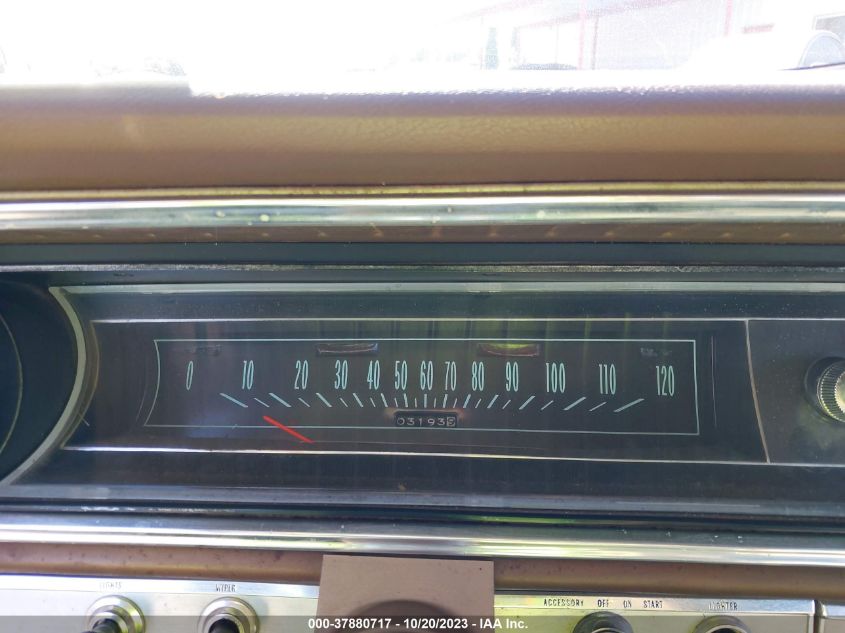 0 10 20 30 40 50 60 70 80 90 100 110 120
03193
LIGHTS WIPER ACCESSORY OFF ON START LIGHTER
000-37880717 - 10/20/2023 - IAA Inc.